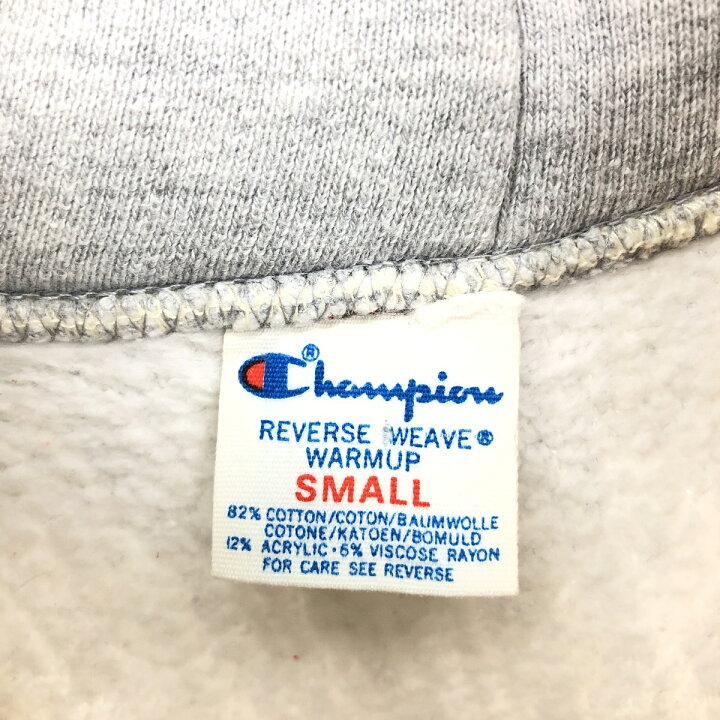 Champion®
REVERSE WEAVE®
WARMUP
SMALL
82% COTTON/COTON/BAUMWOLLE
COTONE/KATOEN/BOMULD
12% ACRYLIC·6% VISCOSE RAYON
FOR CARE SEE REVERSE